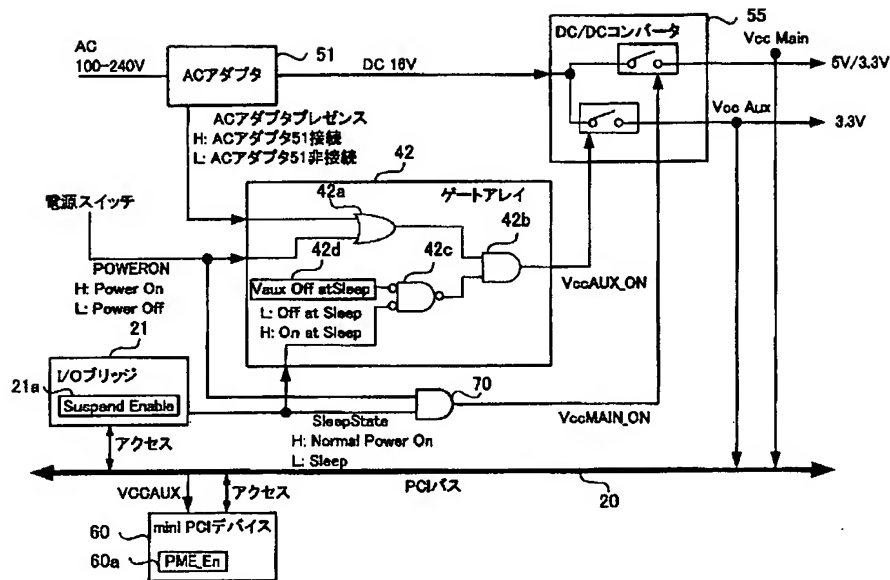 AC
100-240V
ACアダプタ
51
DC 16V
DC/DCコンバータ
55
Vcc Main
5V/3.3V
Vcc Aux
3.3V
ACアダプタプレゼンス
H: ACアダプタ51接続
L: ACアダプタ51非接続
42
ゲートアレイ
42a
42b
電源スイッチ
42d
42c
POWERON
H: Power On
L: Power Off
Vaux Off atSleep
L: Off at Sleep
H: On at Sleep
VccAUX_ON
21
I/Oブリッジ
21a
Suspend Enable
70
SleepState
H: Normal Power On
L: Sleep
VccMAIN_ON
アクセス
PCIバス
20
VCCAUX
アクセス
60
mini PCIデバイス
60a
PME_En